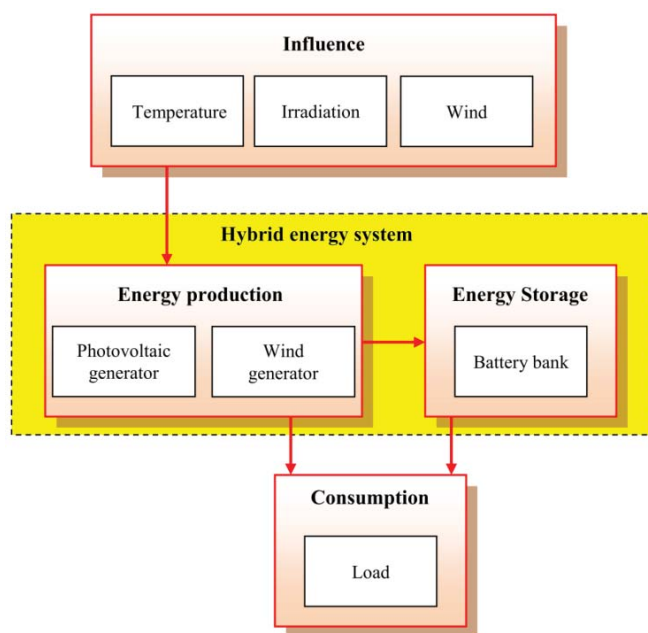 Influence
Temperature
Irradiation
Wind
Hybrid energy system
Energy production
Photovoltaic
generator
Wind
generator
Energy Storage
Battery bank
Consumption
Load